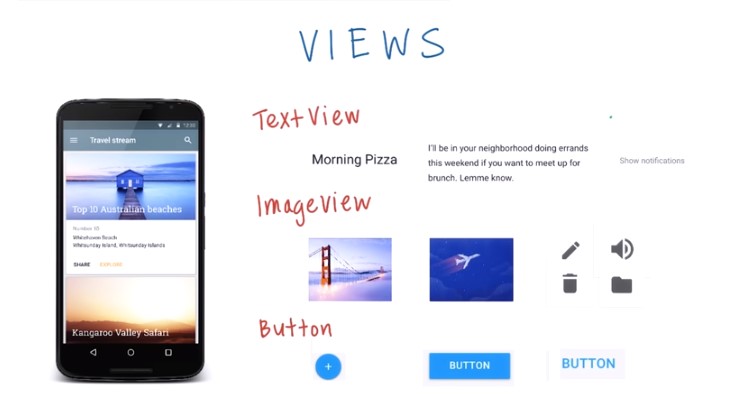 VIEWS
12:30
Travel stream
Top 10 Australian beaches
Number 10
Whitehaven Beach
Whitsunday Island, Whitsunday Islands
SHARE EXPLORE
Kangaroo Valley Safari
TextView
Morning Pizza
I'll be in your neighborhood doing errands
this weekend if you want to meet up for
brunch. Lemme know.
Show notifications
ImageView
Button
+
BUTTON
BUTTON